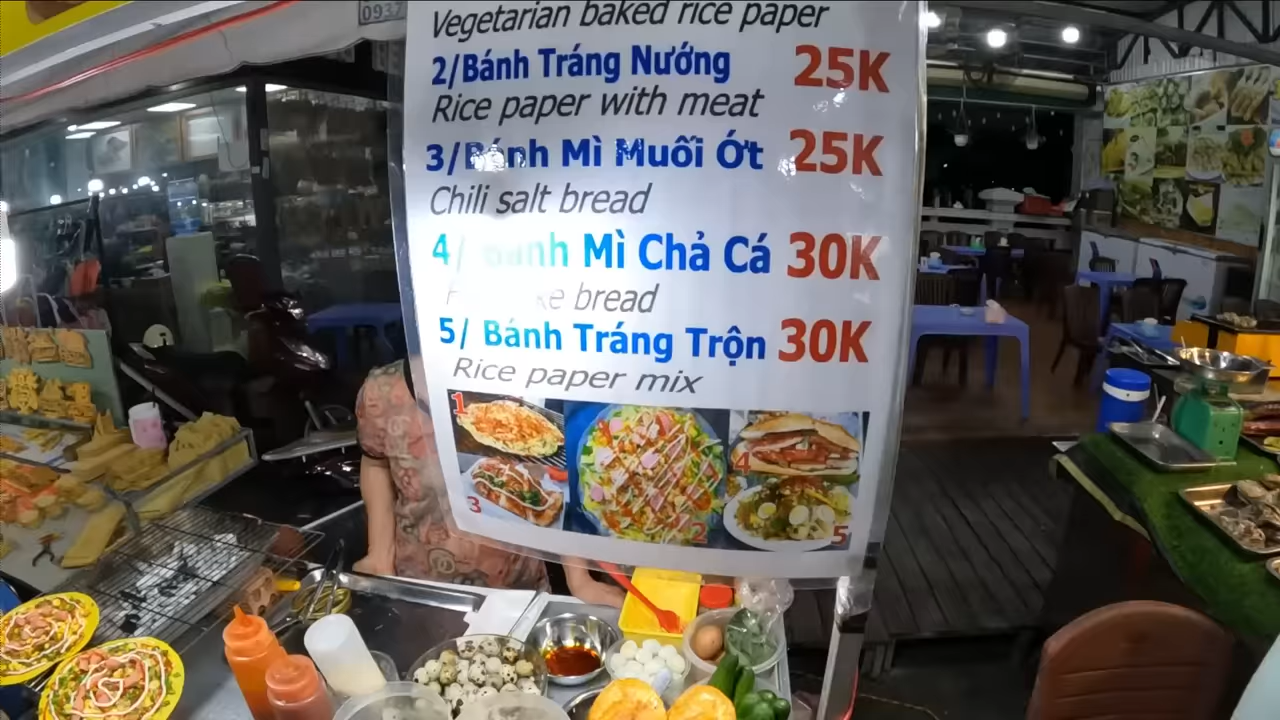 0937
Vegetarian baked rice paper
2/Bánh Tráng Nướng 25K
Rice paper with meat
3/Bánh Mì Muối Ớt 25K
Chili salt bread
4/ Bánh Mì Chả Cá 30K
bread
5/ Bánh Tráng Trộn 30K
Rice paper mix
1
3
2
4
5